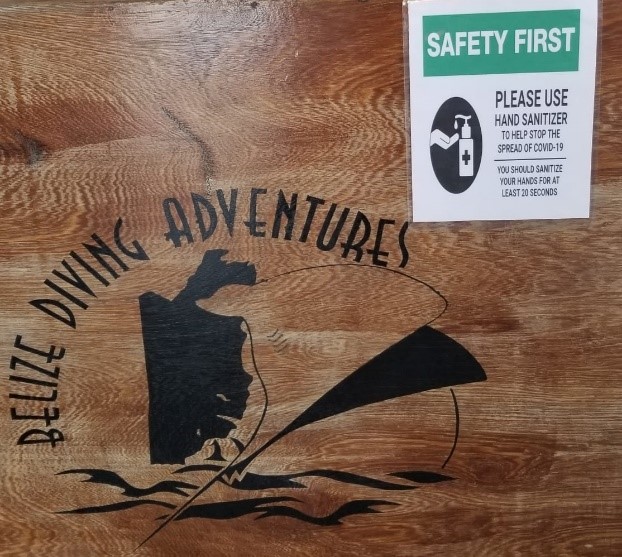 SAFETY FIRST
PLEASE USE
HAND SANITIZER
TO HELP STOP THE
SPREAD OF COVID-19
YOU SHOULD SANITIZE
YOUR HANDS FOR AT
LEAST 20 SECONDS
BELIZE DIVING ADVENTURES